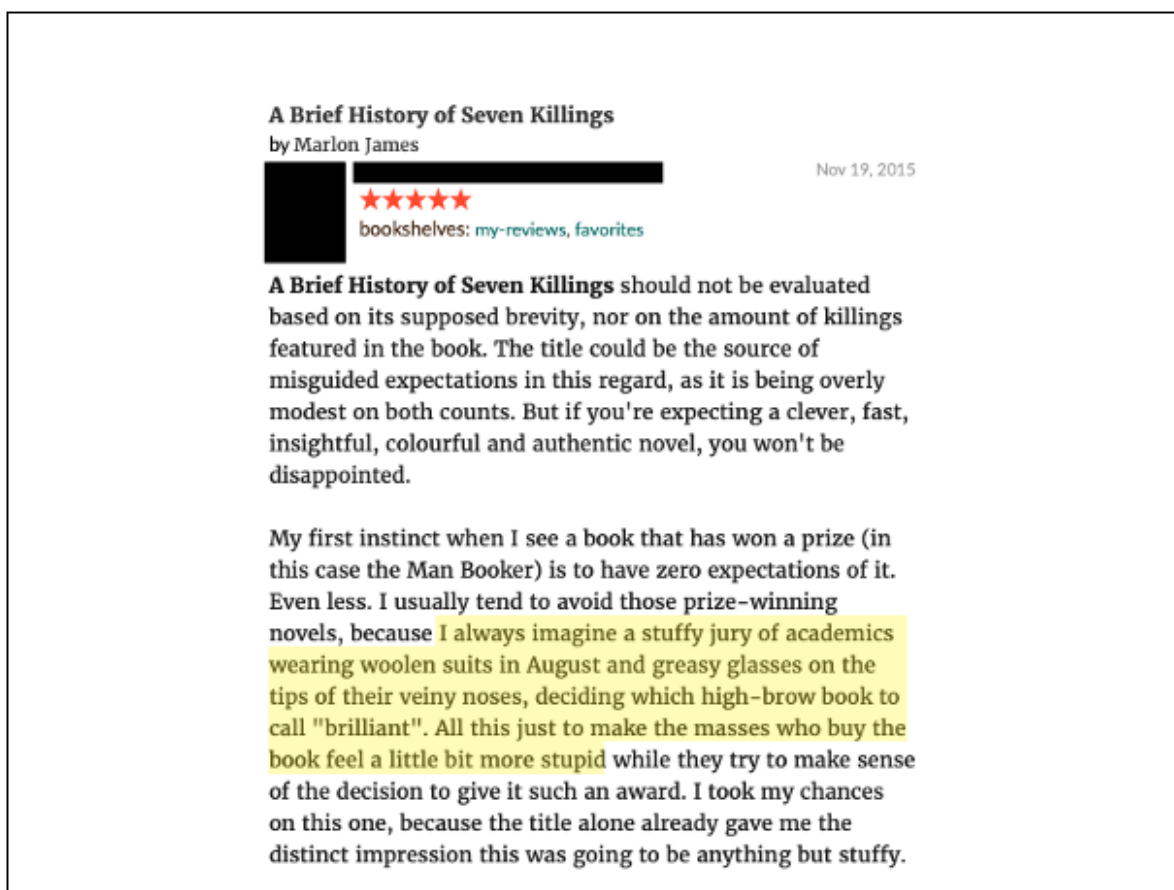 A Brief History of Seven Killings
by Marlon James
Nov 19, 2015
bookshelves: my-reviews, favorites
A Brief History of Seven Killings should not be evaluated
based on its supposed brevity, nor on the amount of killings
featured in the book. The title could be the source of
misguided expectations in this regard, as it is being overly
modest on both counts. But if you're expecting a clever, fast,
insightful, colourful and authentic novel, you won't be
disappointed.
My first instinct when I see a book that has won a prize (in
this case the Man Booker) is to have zero expectations of it.
Even less. I usually tend to avoid those prize-winning
novels, because I always imagine a stuffy jury of academics
wearing woolen suits in August and greasy glasses on the
tips of their veiny noses, deciding which high-brow book to
call "brilliant". All this just to make the masses who buy the
book feel a little bit more stupid while they try to make sense
of the decision to give it such an award. I took my chances
on this one, because the title alone already gave me the
distinct impression this was going to be anything but stuffy.